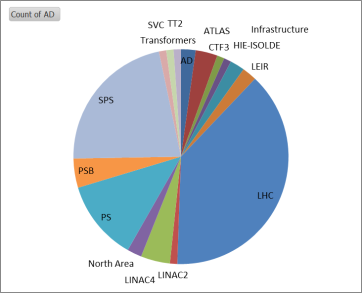 Count of AD
SVC
TT2
Transformers
AD
ATLAS
CTF3
Infrastructure
HIE-ISOLDE
LEIR
LHC
LINAC2
LINAC4
North Area
PS
PSB
SPS